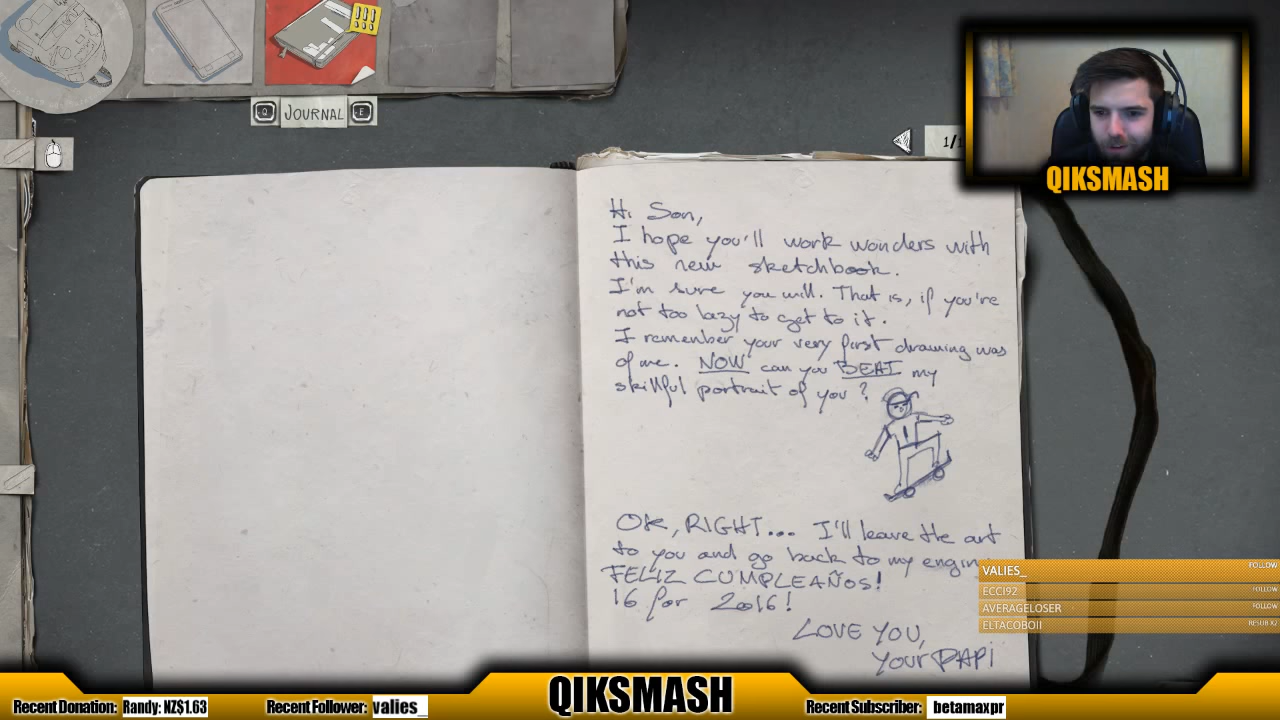 JOURNAL
Q
E
1/1
QIKSMASH
Hi Son,
I hope you'll work wonders with
this new sketchbook.
I'm sure you will. That is, if you're
not too lazy to get to it.
I remember your very first drawing was
of me. NOW can you BEAT my
skillful portrait of you?
OK, RIGHT... I'll leave the art
to you and go back to my engin
FELIZ CUMPLEAÑOS!
16 for 2016!
LOVE YOU,
Your PAPI
VALIES_ FOLLOW
ECCI92 FOLLOW
AVERAGELOSER FOLLOW
ELTACOBOII RESUB X2
Recent Donation: Randy: NZ$1.63
Recent Follower: valies_
QIKSMASH
Recent Subscriber: betamaxpr